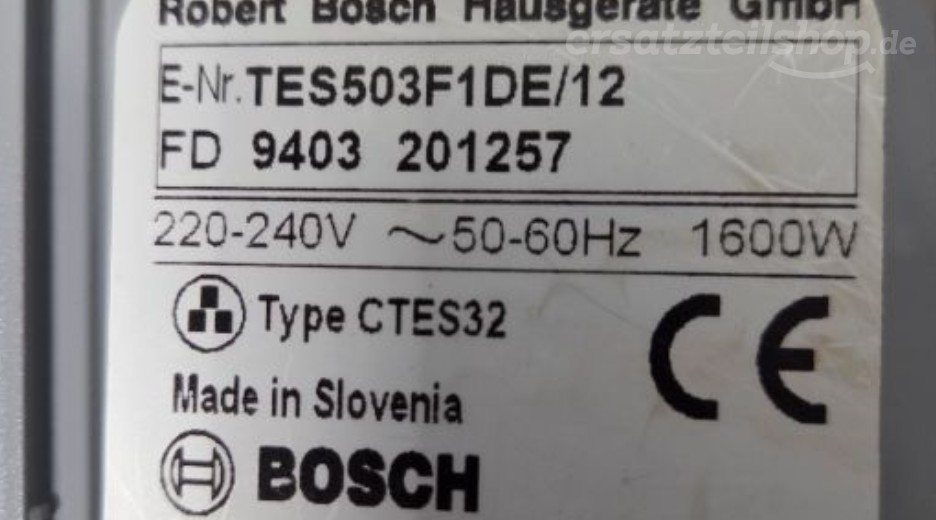 Robert Bosch Hausgeräte GmbH
ersatzteilshop.de
E-Nr. TES503F1DE/12
FD 9403 201257
220-240V ~50-60Hz 1600W
Type CTES32
CE
Made in Slovenia
BOSCH